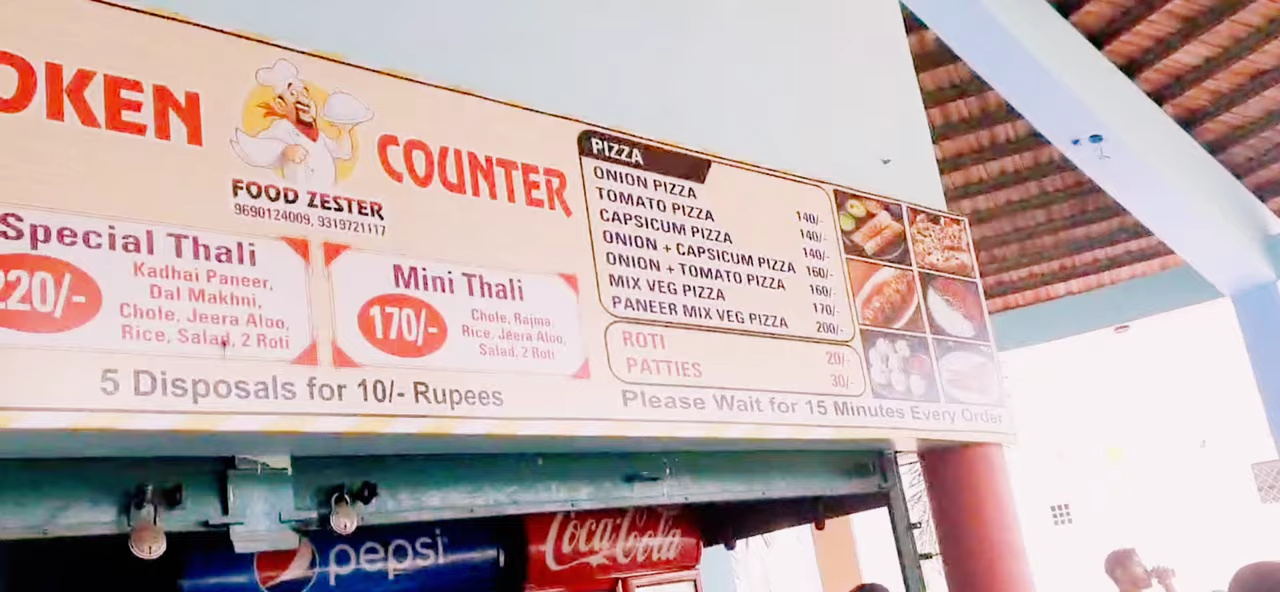 OKEN
COUNTER
FOOD ZESTER
9690124009, 9319721117
Special Thali
220/-
Kadhai Paneer,
Dal Makhni,
Chole, Jeera Aloo,
Rice, Salad, 2 Roti
Mini Thali
170/-
Chole, Rajma,
Rice, Jeera Aloo,
Salad, 2 Roti
5 Disposals for 10/- Rupees
PIZZA
ONION PIZZA 140/-
TOMATO PIZZA 140/-
CAPSICUM PIZZA 140/-
ONION + CAPSICUM PIZZA 160/-
ONION + TOMATO PIZZA 160/-
MIX VEG PIZZA 170/-
PANEER MIX VEG PIZZA 200/-
ROTI 20/-
PATTIES 30/-
Please Wait for 15 Minutes Every Order
pepsi
Coca-Cola